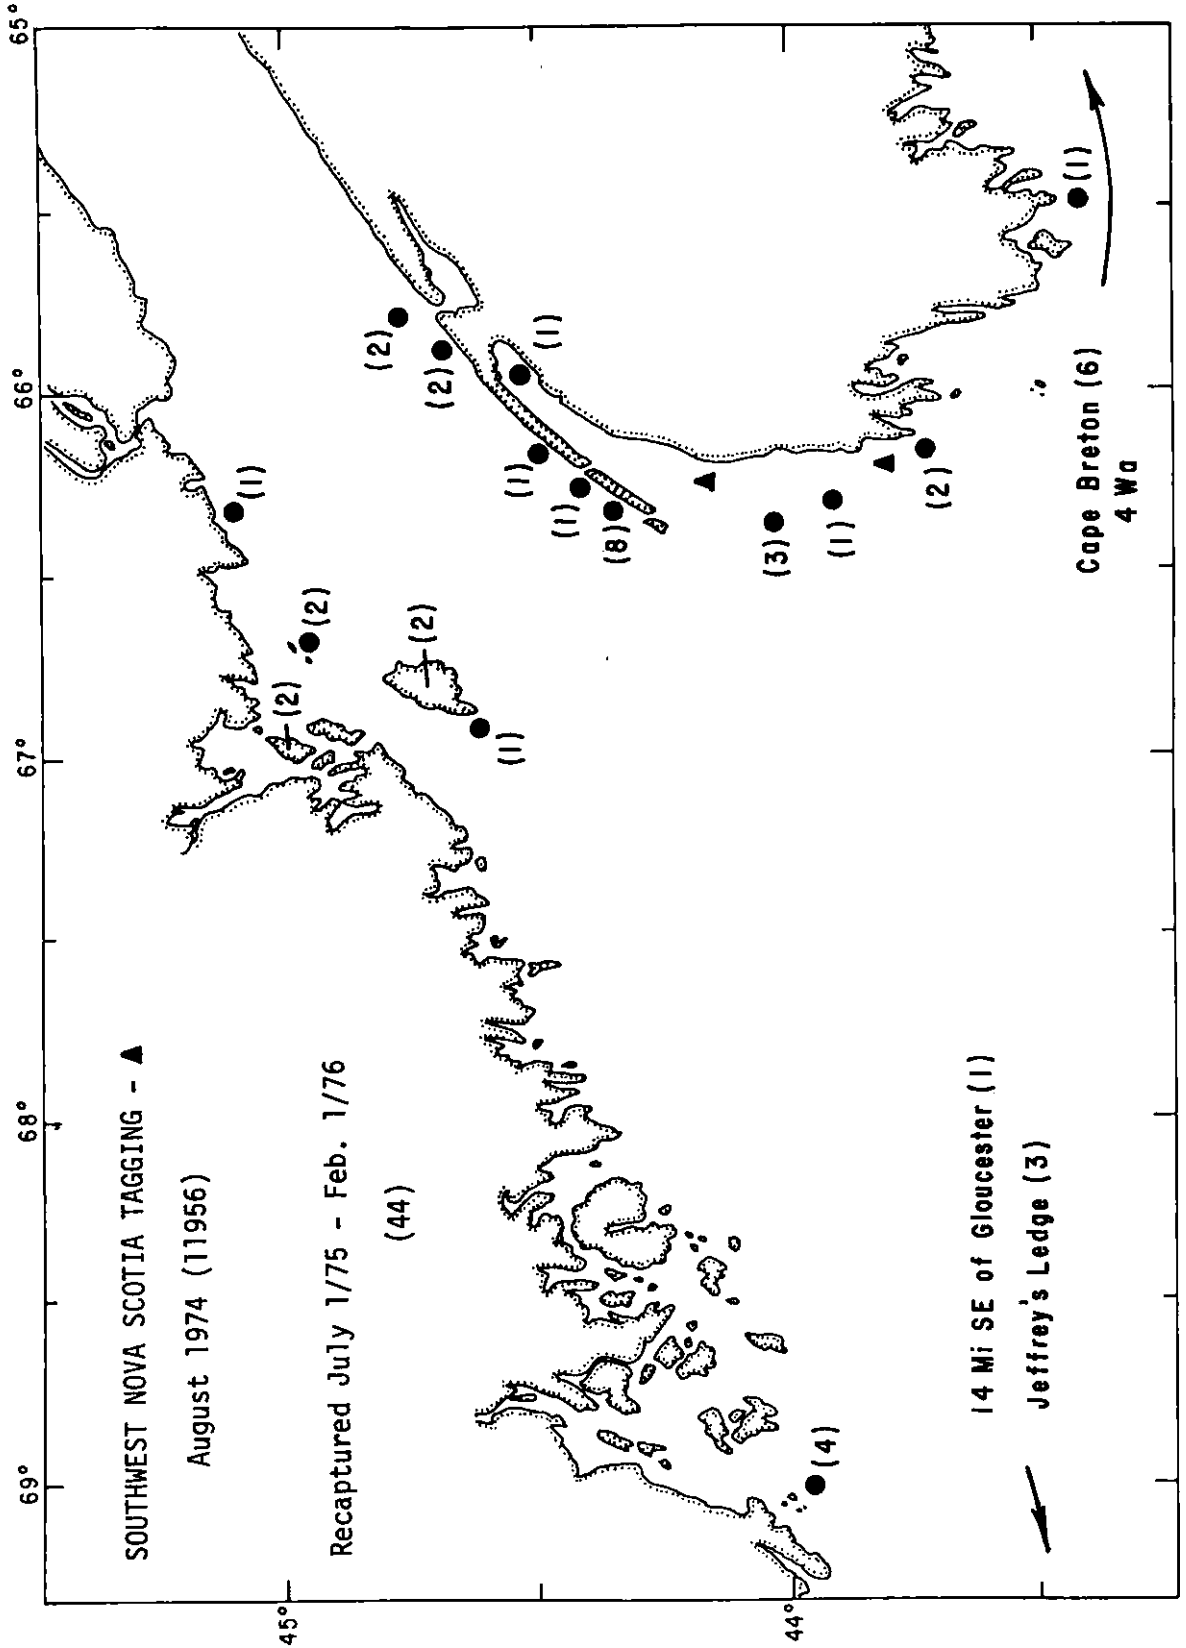 69° 68° 67° 66° 65°
SOUTHWEST NOVA SCOTIA TAGGING - ▲
August 1974 (11956)
(1)
45°
(2)
(2)
Recaptured July 1/75 - Feb. 1/76
(2)
(44)
(2)
(2)
(1)
(1)
(1)
(1)
(8)
(3)
44°
(4)
(1)
(2)
14 Mi SE of Gloucester (1)
Jeffrey's Ledge (3)
(1)
Cape Breton (6)
4 Wa